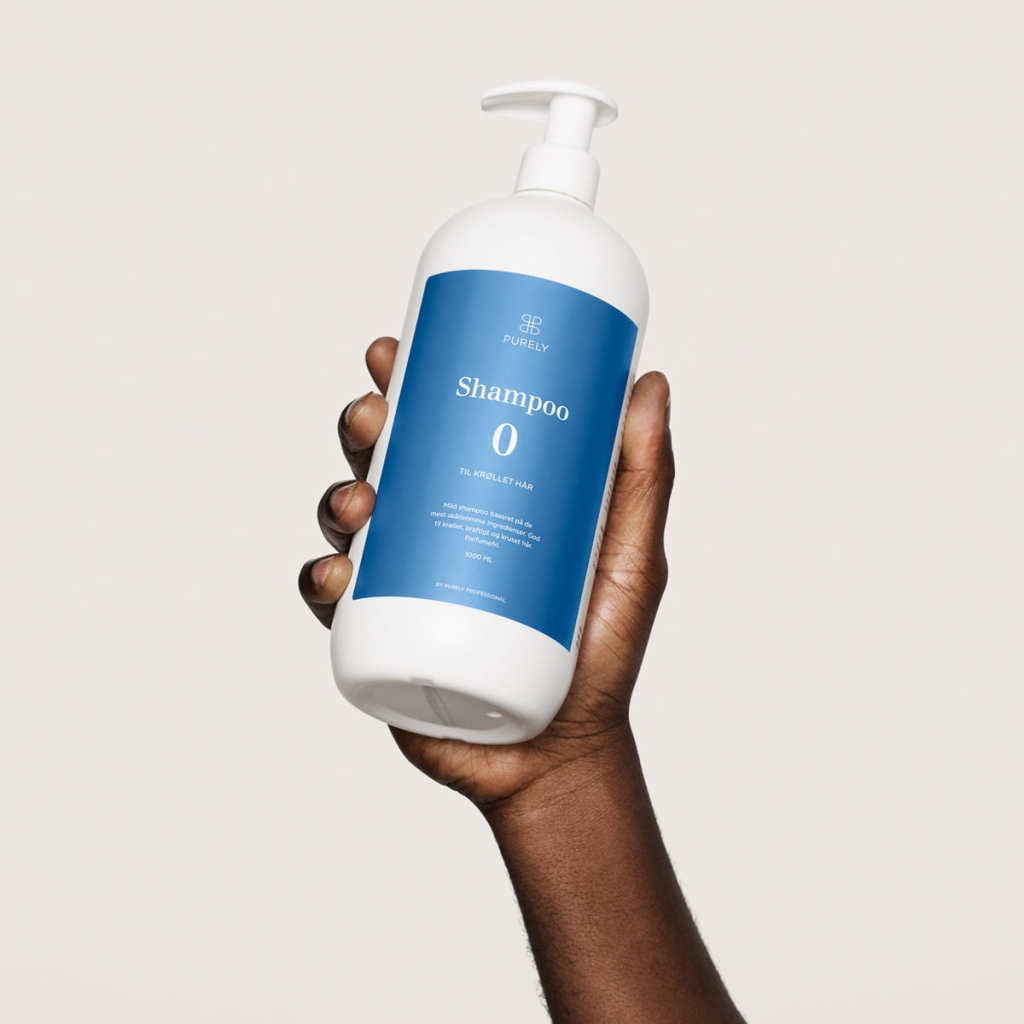 PURELY
Shampoo
0
TIL KRØLLET HÅR
Mild shampoo baseret på de
mest skånsomme ingredienser. God
til krøllet, kraftigt og kruset hår.
Parfumefri.
1000 ML.
BY PURELY PROFESSIONAL